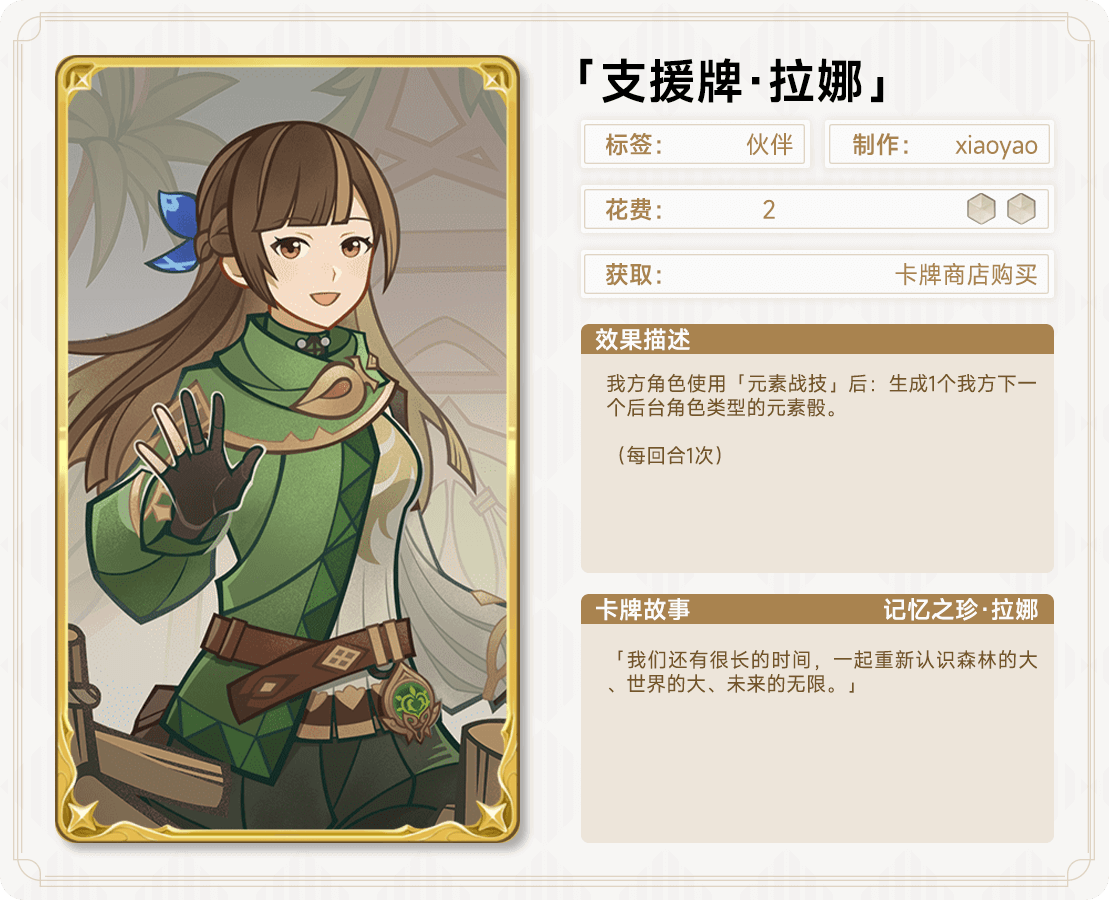 「支援牌·拉娜」
标签： 伙伴
制作： xiaoyao
花费： 2
获取： 卡牌商店购买
效果描述
我方角色使用「元素战技」后：生成1个我方下一
个后台角色类型的元素骰。
（每回合1次）
卡牌故事 记忆之珍·拉娜
「我们还有很长的时间，一起重新认识森林的大
、世界的大、未来的无限。」